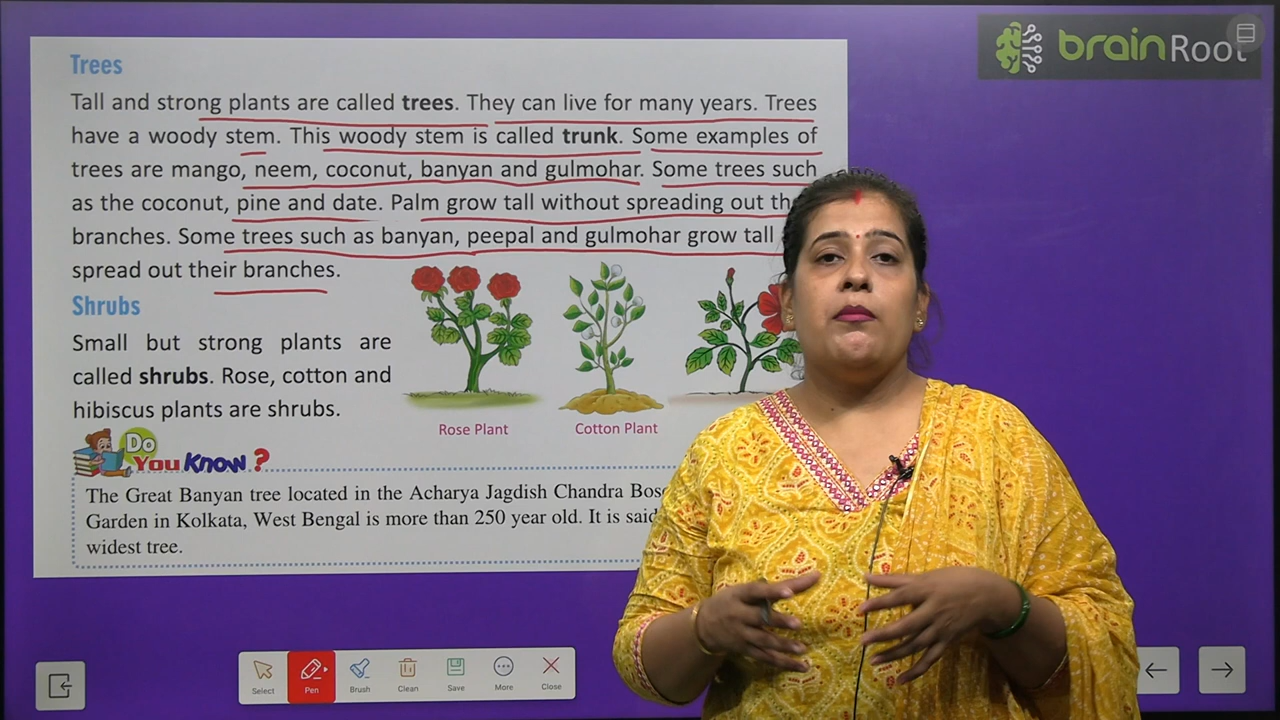 brainRoot
Trees
Tall and strong plants are called trees. They can live for many years. Trees
have a woody stem. This woody stem is called trunk. Some examples of
trees are mango, neem, coconut, banyan and gulmohar. Some trees such
as the coconut, pine and date. Palm grow tall without spreading out
branches. Some trees such as banyan, peepal and gulmohar grow tall
spread out their branches.
Shrubs
Small but strong plants are
called shrubs. Rose, cotton and
hibiscus plants are shrubs.
Rose Plant
Cotton Plant
Do You Know?
The Great Banyan tree located in the Acharya Jagdish Chandra
Garden in Kolkata, West Bengal is more than 250 year old. It is said
widest tree.
Select
Pen
Brush
Clean
Save
More
Close